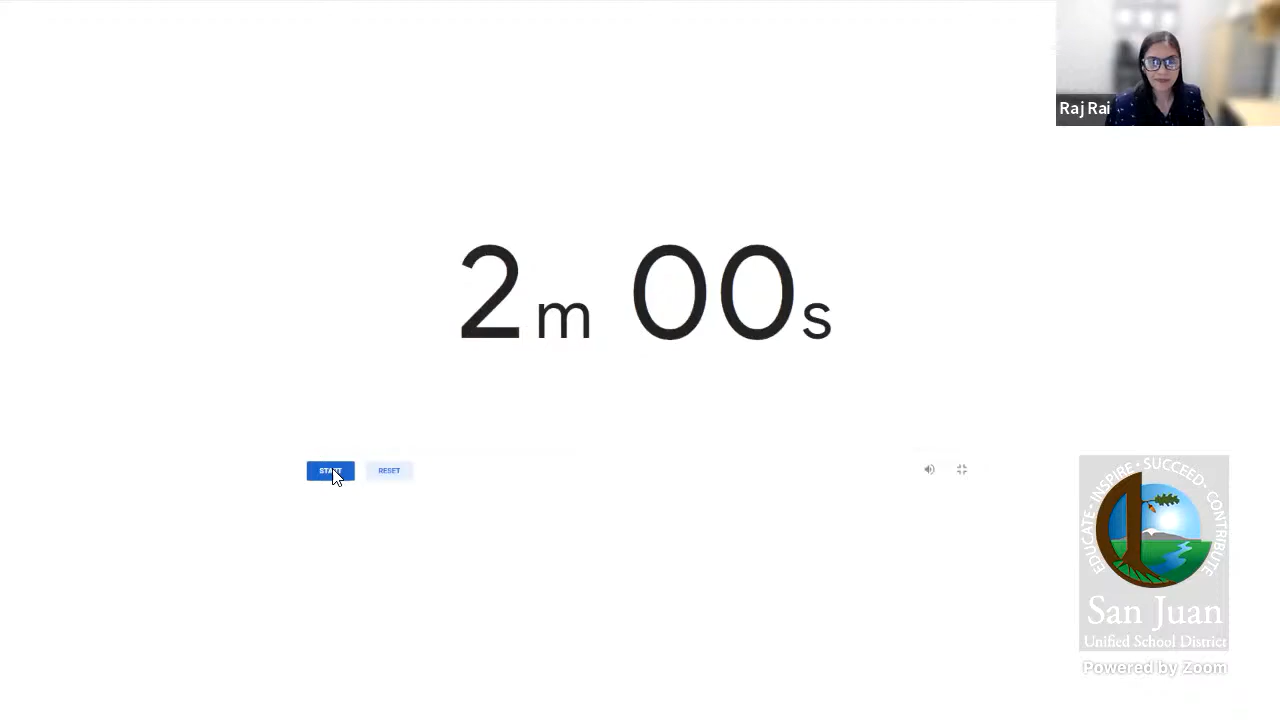 Raj Rai
2m 00s
START RESET
EDUCATE • INSPIRE • SUCCEED • CONTRIBUTE
San Juan
Unified School District
Powered by Zoom